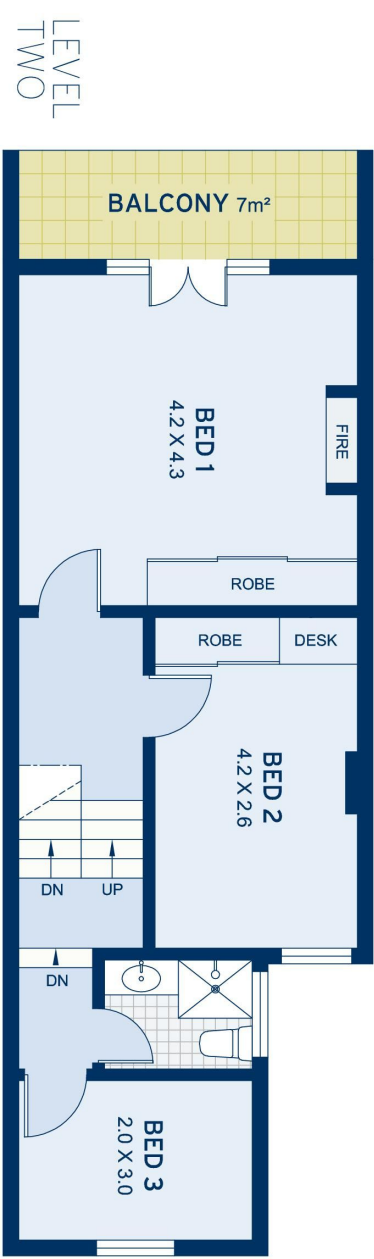 LEVEL
TWO
BALCONY 7m²
BED 1
4.2 X 4.3
FIRE
ROBE
ROBE
DESK
BED 2
4.2 X 2.6
DN
UP
DN
BED 3
2.0 X 3.0